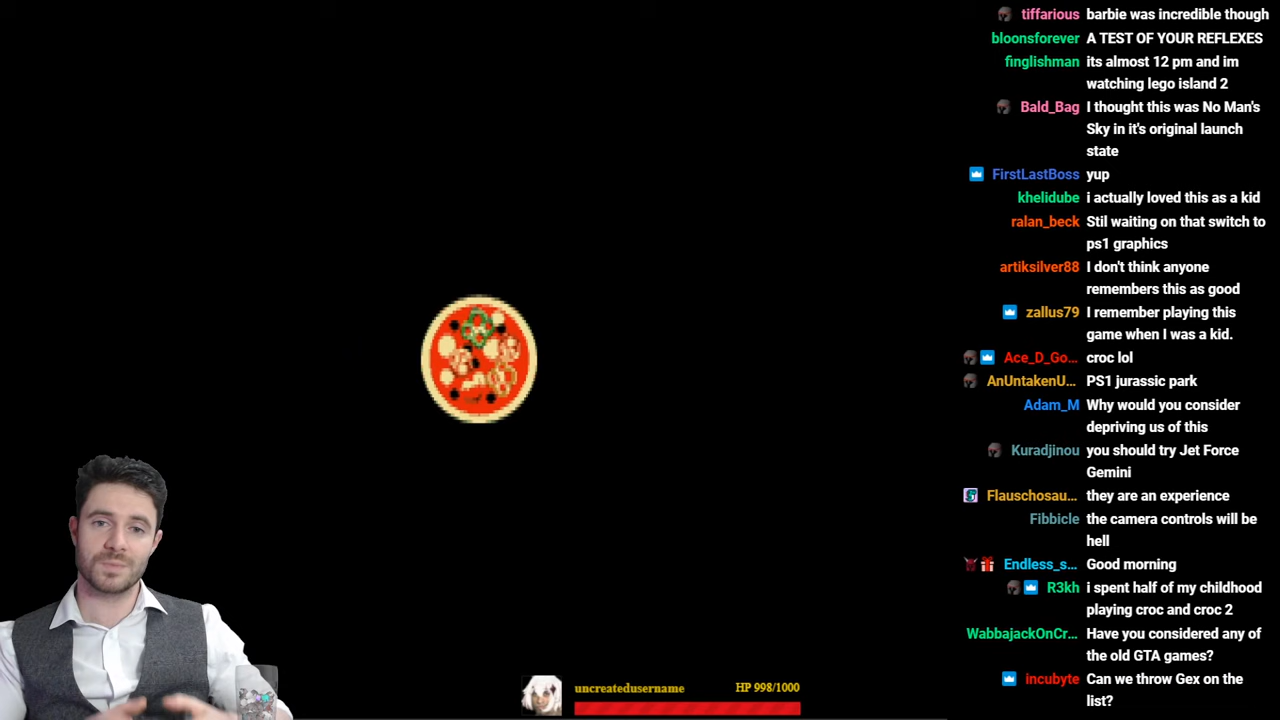 tiffarious barbie was incredible though
bloonsforever A TEST OF YOUR REFLEXES
finglishman its almost 12 pm and im
watching lego island 2
Bald_Bag I thought this was No Man's
Sky in it's original launch
state
FirstLastBoss yup
khelidube i actually loved this as a kid
ralan_beck Stil waiting on that switch to
ps1 graphics
artiksilver88 I don't think anyone
remembers this as good
zallus79 I remember playing this
game when I was a kid.
Ace_D_Go... croc lol
AnUntakenU... PS1 jurassic park
Adam_M Why would you consider
depriving us of this
Kuradjinou you should try Jet Force
Gemini
Flauschosau... they are an experience
Fibbicle the camera controls will be
hell
Endless_s... Good morning
R3kh i spent half of my childhood
playing croc and croc 2
WabbajackOnCr... Have you considered any of
the old GTA games?
incubyte Can we throw Gex on the
list?
uncreatedusername HP 998/1000